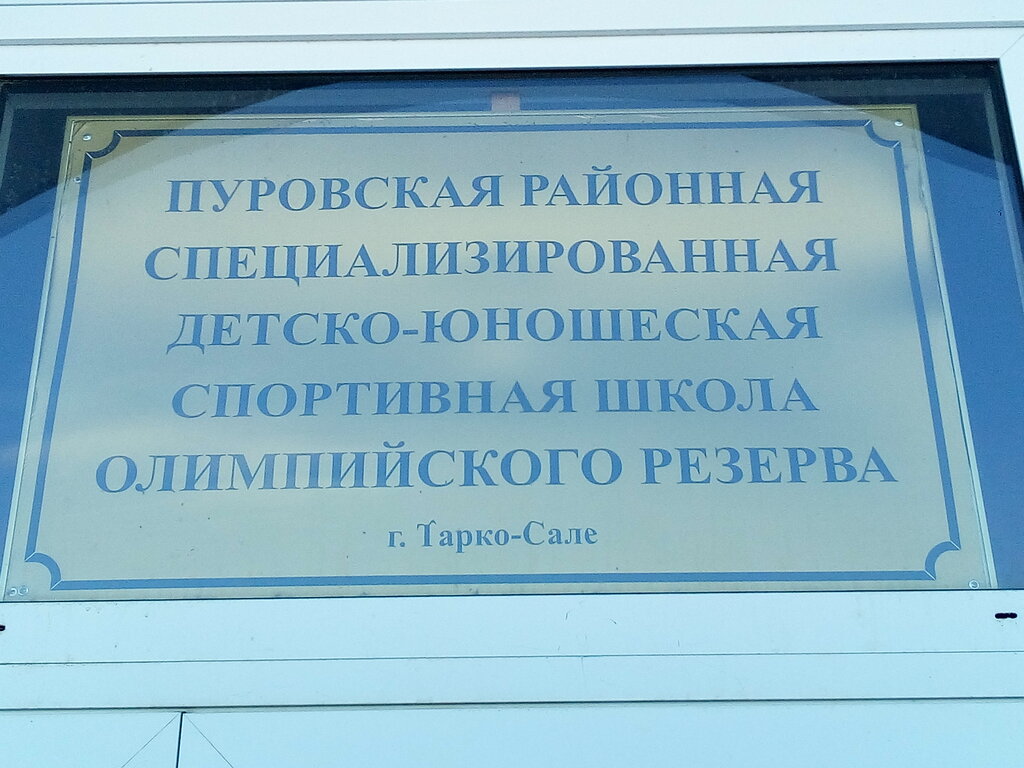 ПУРОВСКАЯ РАЙОННАЯ
СПЕЦИАЛИЗИРОВАННАЯ
ДЕТСКО-ЮНОШЕСКАЯ
СПОРТИВНАЯ ШКОЛА
ОЛИМПИЙСКОГО РЕЗЕРВА
г. Тарко-Сале